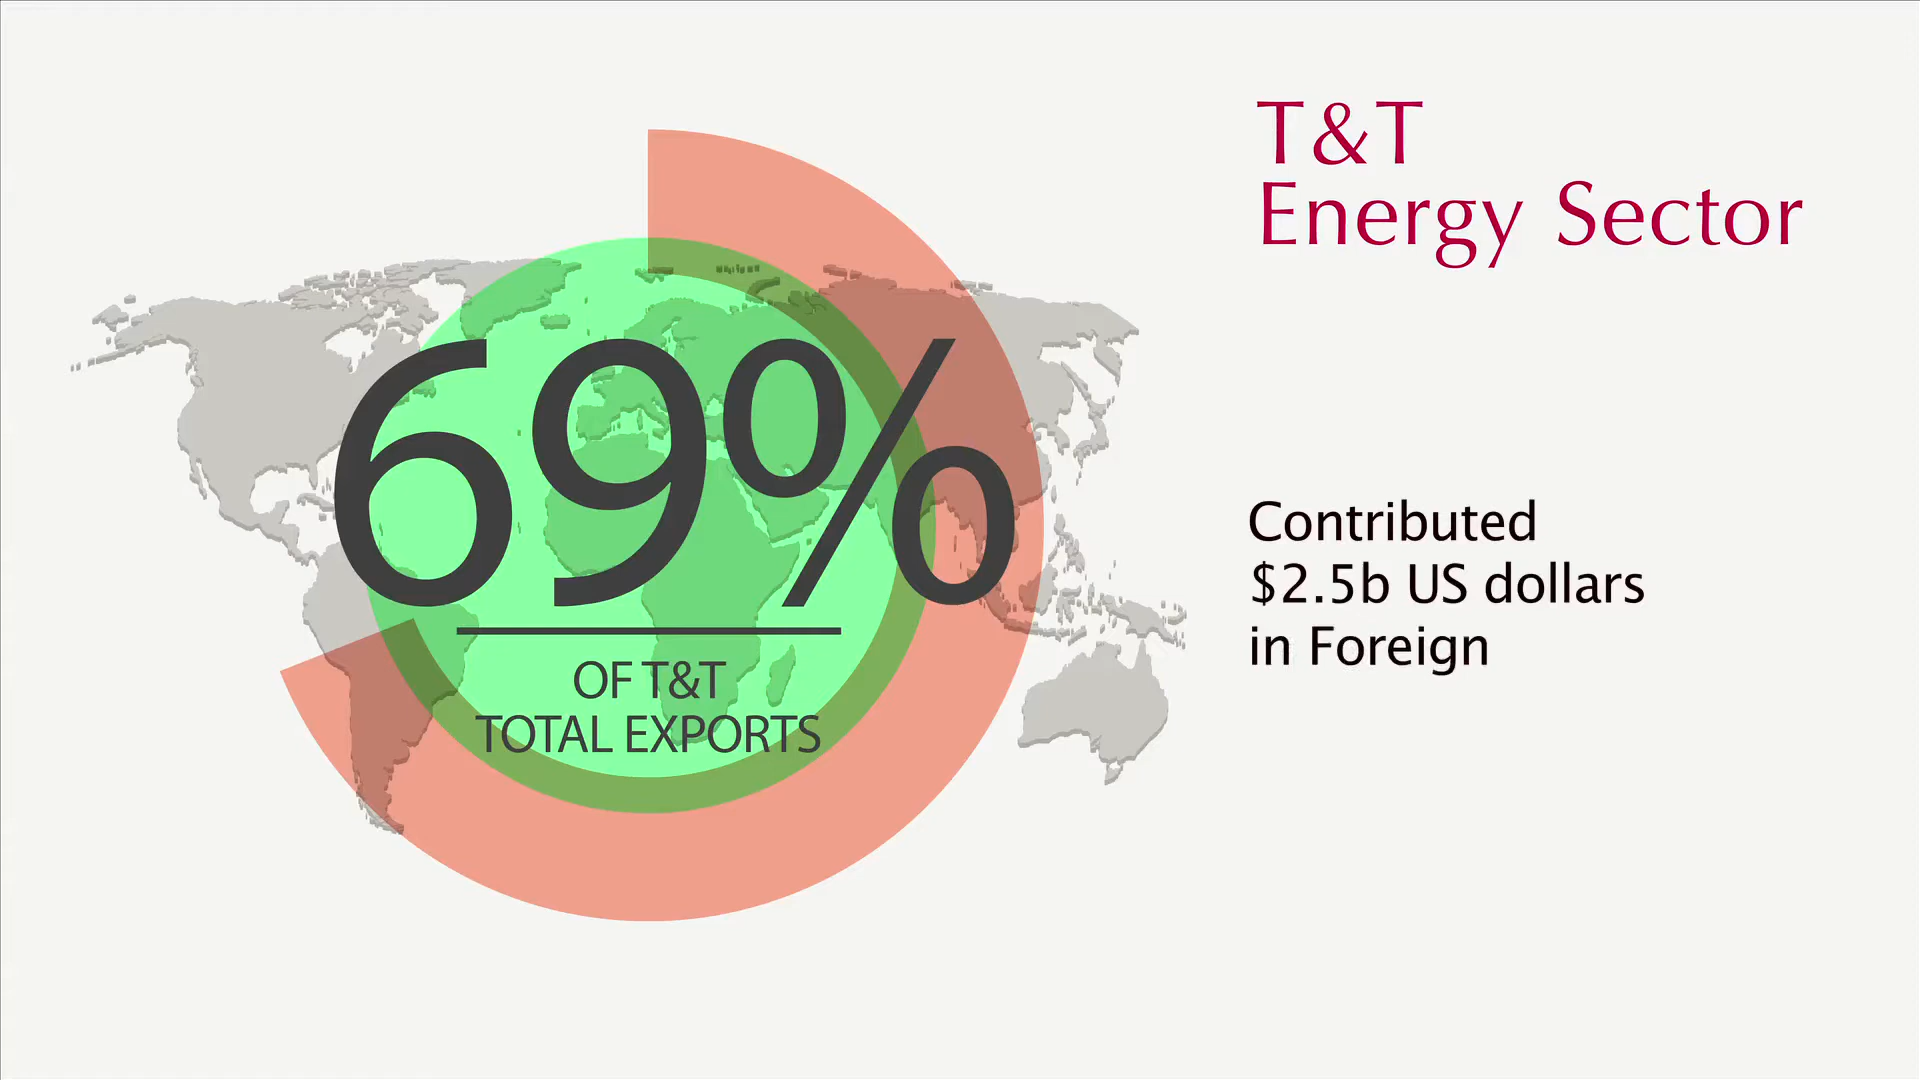 T&T
Energy Sector
69%
OF T&T
TOTAL EXPORTS
Contributed
$2.5b US dollars
in Foreign